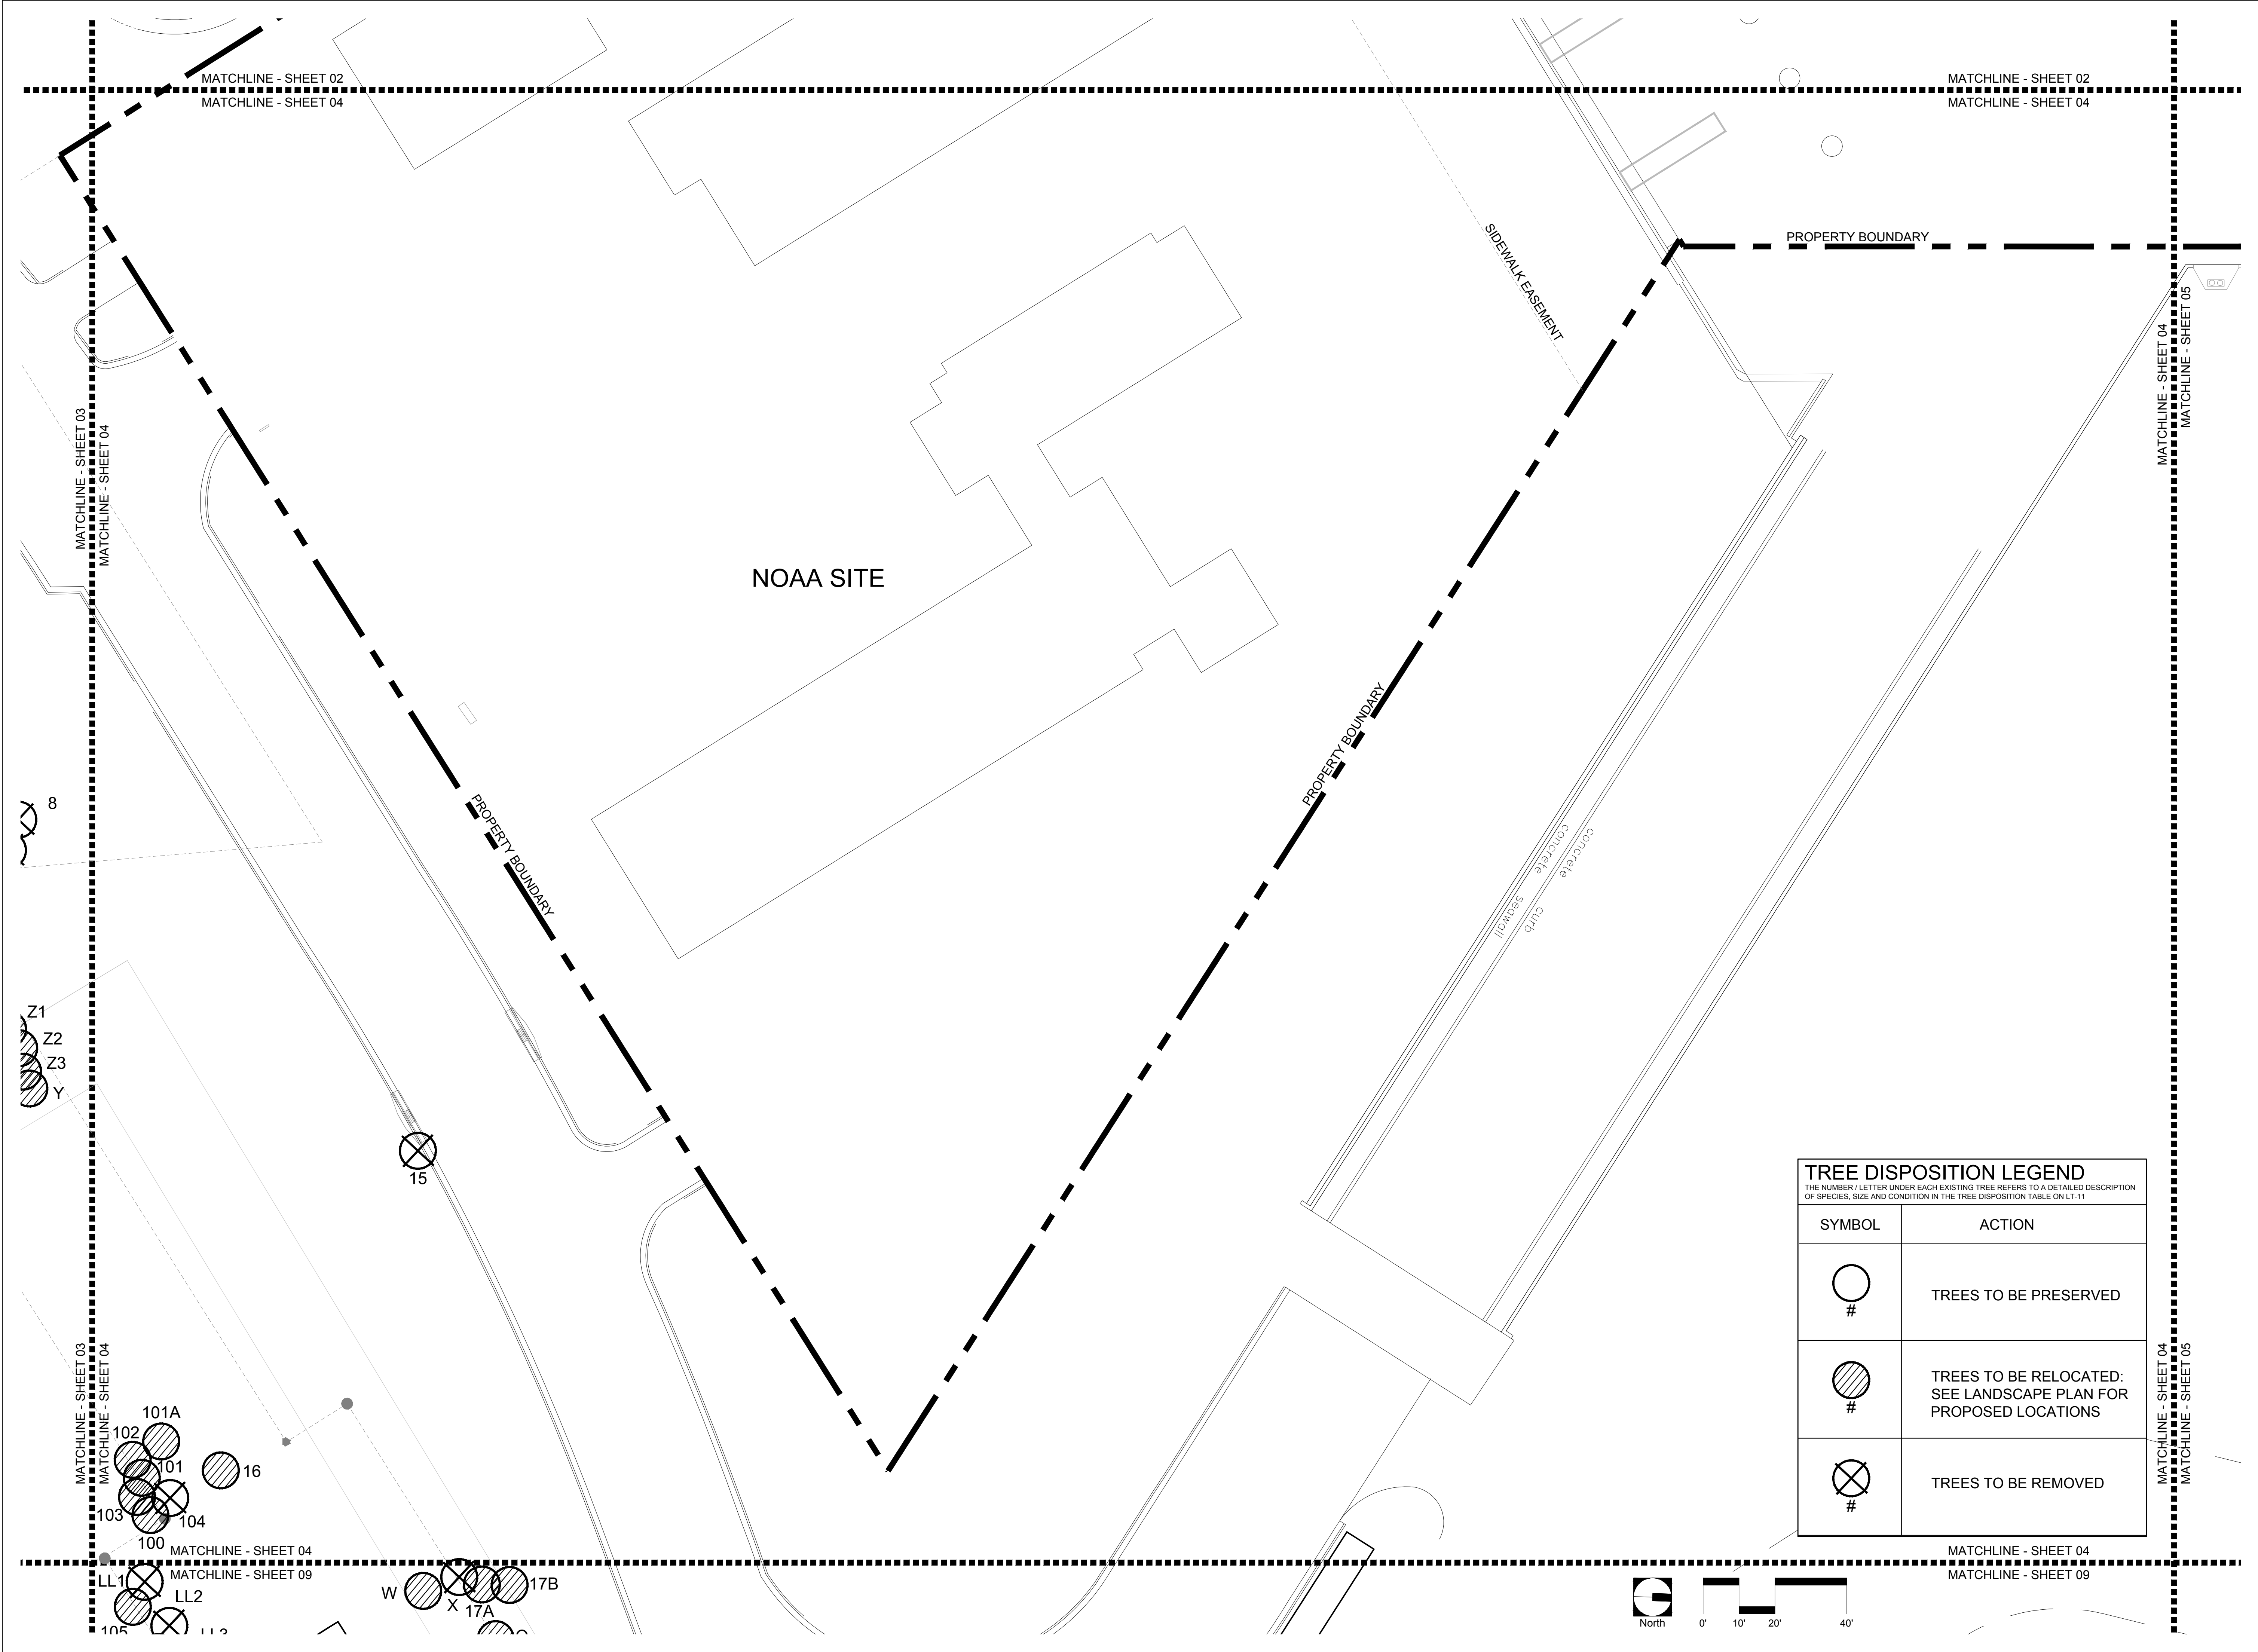 MATCHLINE - SHEET 02
MATCHLINE - SHEET 04
MATCHLINE - SHEET 02
MATCHLINE - SHEET 04
PROPERTY BOUNDARY
SIDEWALK EASEMENT
MATCHLINE - SHEET 03
MATCHLINE - SHEET 04
MATCHLINE - SHEET 04
MATCHLINE - SHEET 05
NOAA SITE
PROPERTY BOUNDARY
PROPERTY BOUNDARY
8
concrete
concrete
curb
seawall
Z1
Z2
Z3
Y
15
TREE DISPOSITION LEGEND
THE NUMBER / LETTER UNDER EACH EXISTING TREE REFERS TO A DETAILED DESCRIPTION
OF SPECIES, SIZE AND CONDITION IN THE TREE DISPOSITION TABLE ON LT-11
SYMBOL
ACTION
#
TREES TO BE PRESERVED
#
TREES TO BE RELOCATED:
SEE LANDSCAPE PLAN FOR
PROPOSED LOCATIONS
#
TREES TO BE REMOVED
MATCHLINE - SHEET 03
MATCHLINE - SHEET 04
MATCHLINE - SHEET 04
MATCHLINE - SHEET 05
101A
102
101
16
103
104
100
MATCHLINE - SHEET 04
MATCHLINE - SHEET 09
MATCHLINE - SHEET 04
MATCHLINE - SHEET 09
LL1
LL2
105
W
X
17A
17B
North
0'
10'
20'
40'